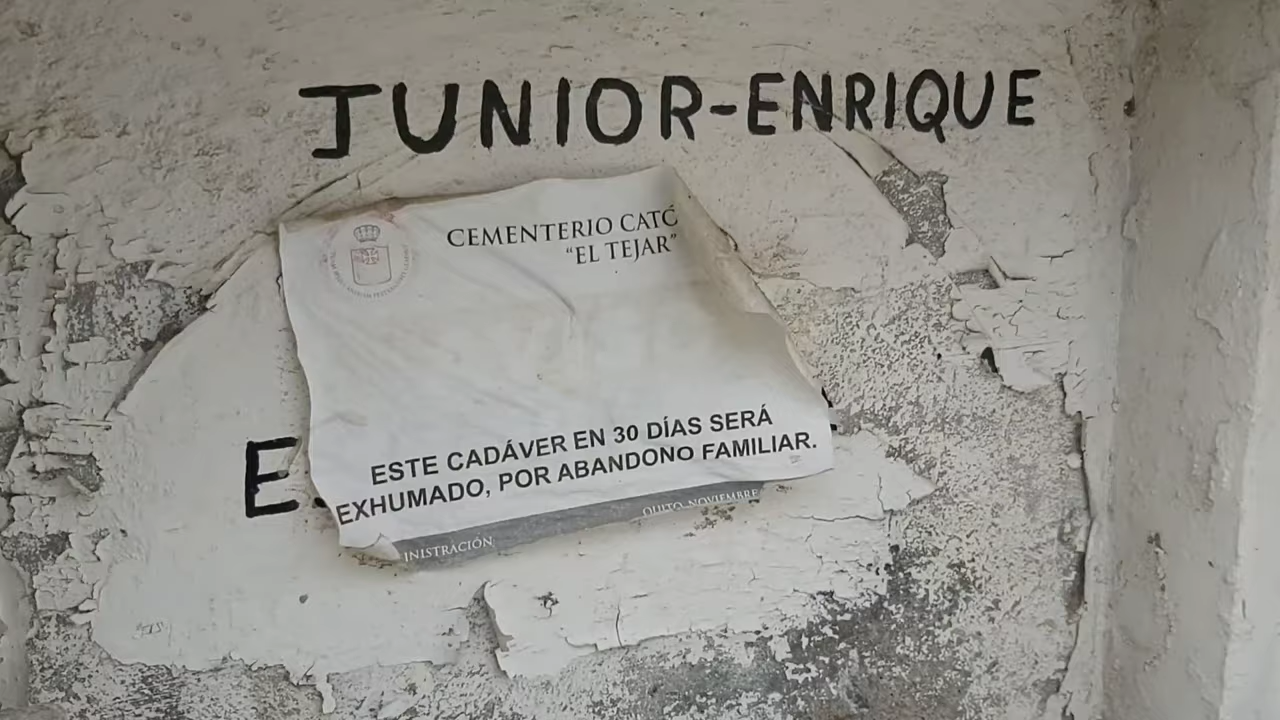 JUNIOR-ENRIQUE
CEMENTERIO CATÓ
“EL TEJAR”
E
ESTE CADÁVER EN 30 DÍAS SERÁ
EXHUMADO, POR ABANDONO FAMILIAR.
INISTRACIÓN
QUITO, NOVIEMBRE